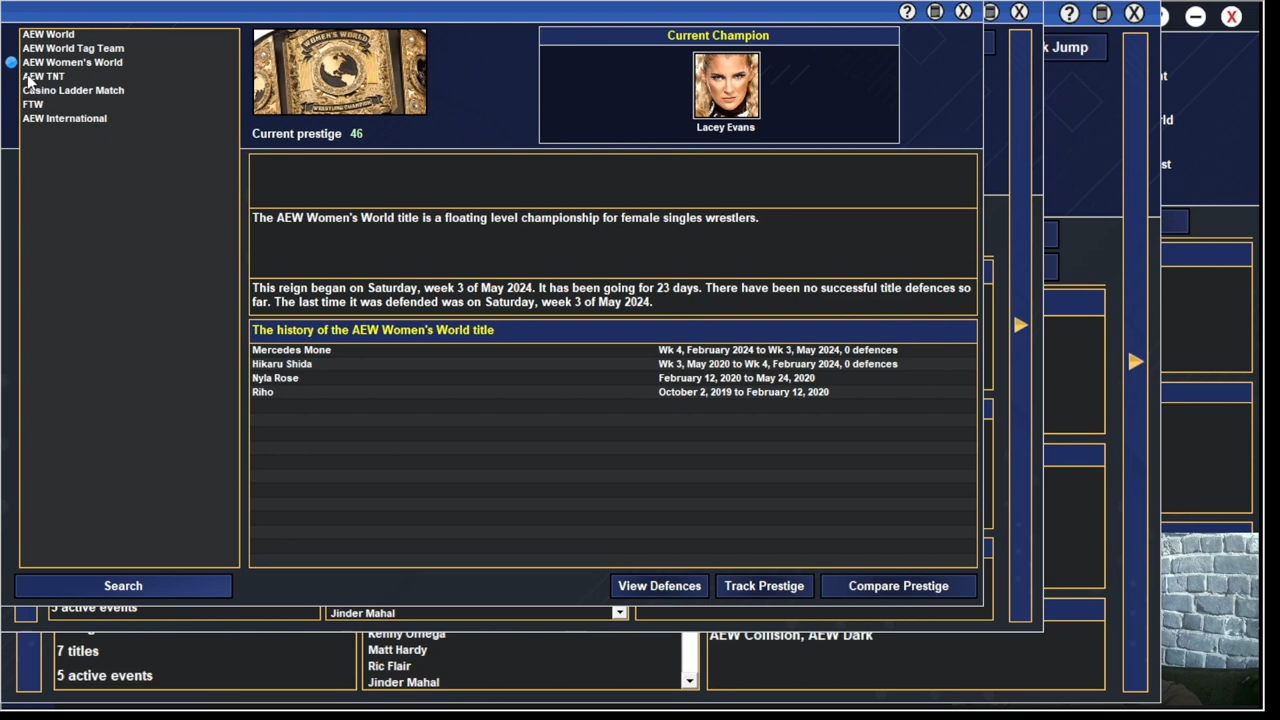 AEW World
AEW World Tag Team
AEW Women's World
AEW TNT
Casino Ladder Match
FTW
AEW International
Search
WOMEN'S WORLD
WRESTLING CHAMPION
Current prestige 46
Current Champion
Lacey Evans
The AEW Women's World title is a floating level championship for female singles wrestlers.
This reign began on Saturday, week 3 of May 2024. It has been going for 23 days. There have been no successful title defences so
far. The last time it was defended was on Saturday, week 3 of May 2024.
The history of the AEW Women's World title
Mercedes Mone Wk 4, February 2024 to Wk 3, May 2024, 0 defences
Hikaru Shida Wk 3, May 2020 to Wk 4, February 2024, 0 defences
Nyla Rose February 12, 2020 to May 24, 2020
Riho October 2, 2019 to February 12, 2020
View Defences
Track Prestige
Compare Prestige
5 active events
Jinder Mahal
7 titles
5 active events
Kenny Omega
Matt Hardy
Ric Flair
Jinder Mahal
AEW Collision, AEW Dark
k Jump